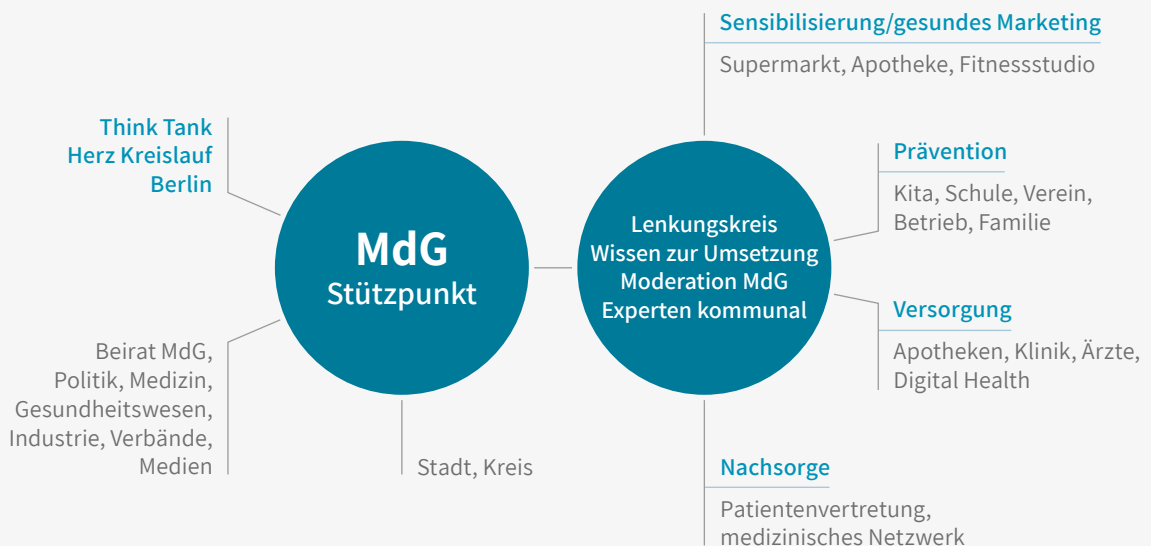 Think Tank
Herz Kreislauf
Berlin
MdG
Stützpunkt
Beirat MdG,
Politik, Medizin,
Gesundheitswesen,
Industrie, Verbände,
Medien
Stadt, Kreis
Lenkungskreis
Wissen zur Umsetzung
Moderation MdG
Experten kommunal
Sensibilisierung/gesundes Marketing
Supermarkt, Apotheke, Fitnessstudio
Prävention
Kita, Schule, Verein,
Betrieb, Familie
Versorgung
Apotheken, Klinik, Ärzte,
Digital Health
Nachsorge
Patientenvertretung,
medizinisches Netzwerk